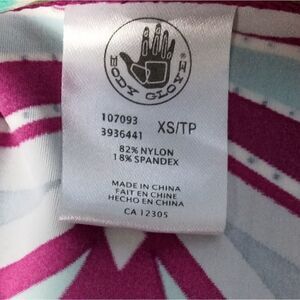 BODY GLOVE
®
107093
3936441
XS/TP
82% NYLON
18% SPANDEX
MADE IN CHINA
FAIT EN CHINE
HECHO EN CHINA
CA 12305